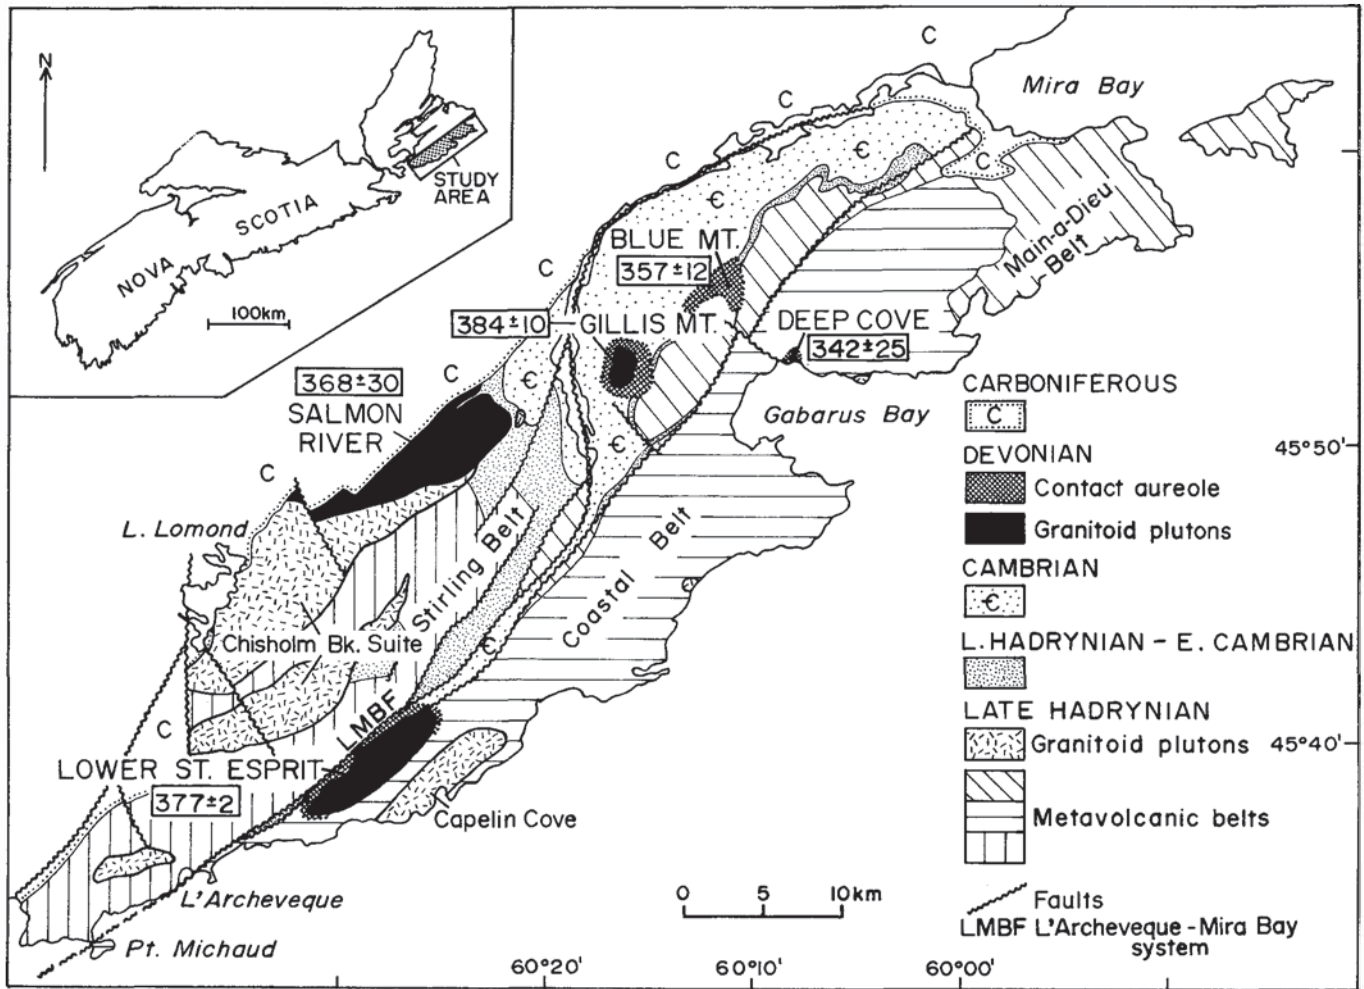 N
NOVA
SCOTIA
STUDY
AREA
100km
C
Mira Bay
C
C
Є
C
Є
BLUE MT.
357±12
Main-a-Dieu
Belt
C
384±10
GILLIS MT.
DEEP COVE
342±25
368±30
C
Є
SALMON
RIVER
Gabarus Bay
Є
C
L. Lomond
Stirling Belt
Coastal Belt
Chisholm Bk. Suite
Є
LMBF
C
LOWER ST. ESPRIT
377±2
Capelin Cove
L'Archeveque
Pt. Michaud
CARBONIFEROUS
C
DEVONIAN
Contact aureole
Granitoid plutons
CAMBRIAN
Є
L. HADRYNIAN - E. CAMBRIAN
LATE HADRYNIAN
Granitoid plutons
Metavolcanic belts
Faults
LMBF L'Archeveque-Mira Bay
system
0 5 10km
45°50'
45°40'
60°20' 60°10' 60°00'